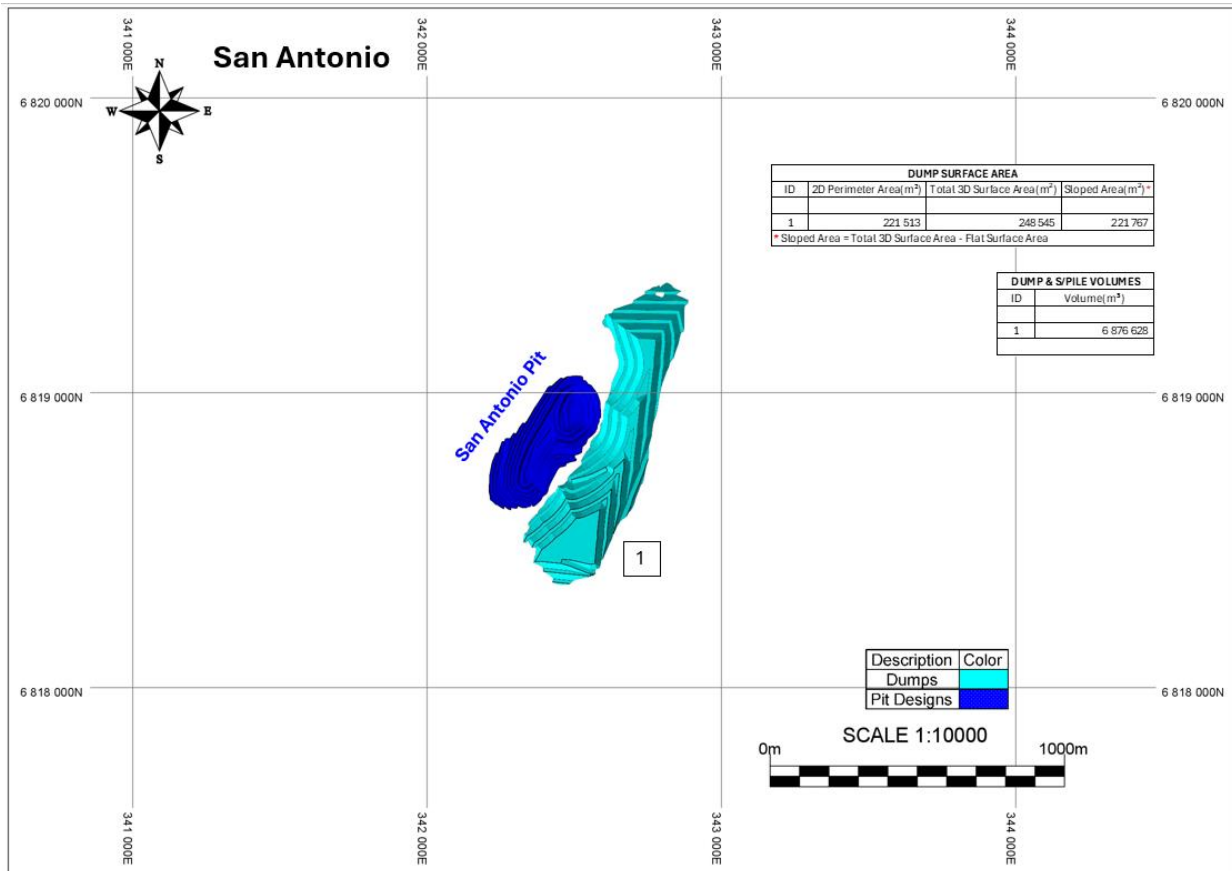 341 000E
342 000E
343 000E
344 000E
San Antonio
N
W E
S
6 820 000N 6 820 000N
DUMP SURFACE AREA
ID 2D Perimeter Area(m²) Total 3D Surface Area(m²) Sloped Area(m²)*
1 221 513 248 545 221 767
* Sloped Area = Total 3D Surface Area - Flat Surface Area
DUMP & S/PILE VOLUMES
ID Volume(m³)
1 6 876 628
San Antonio Pit
6 819 000N 6 819 000N
1
Description Color
Dumps
Pit Designs
6 818 000N 6 818 000N
SCALE 1:10000
0m 1000m
341 000E
342 000E
343 000E
344 000E